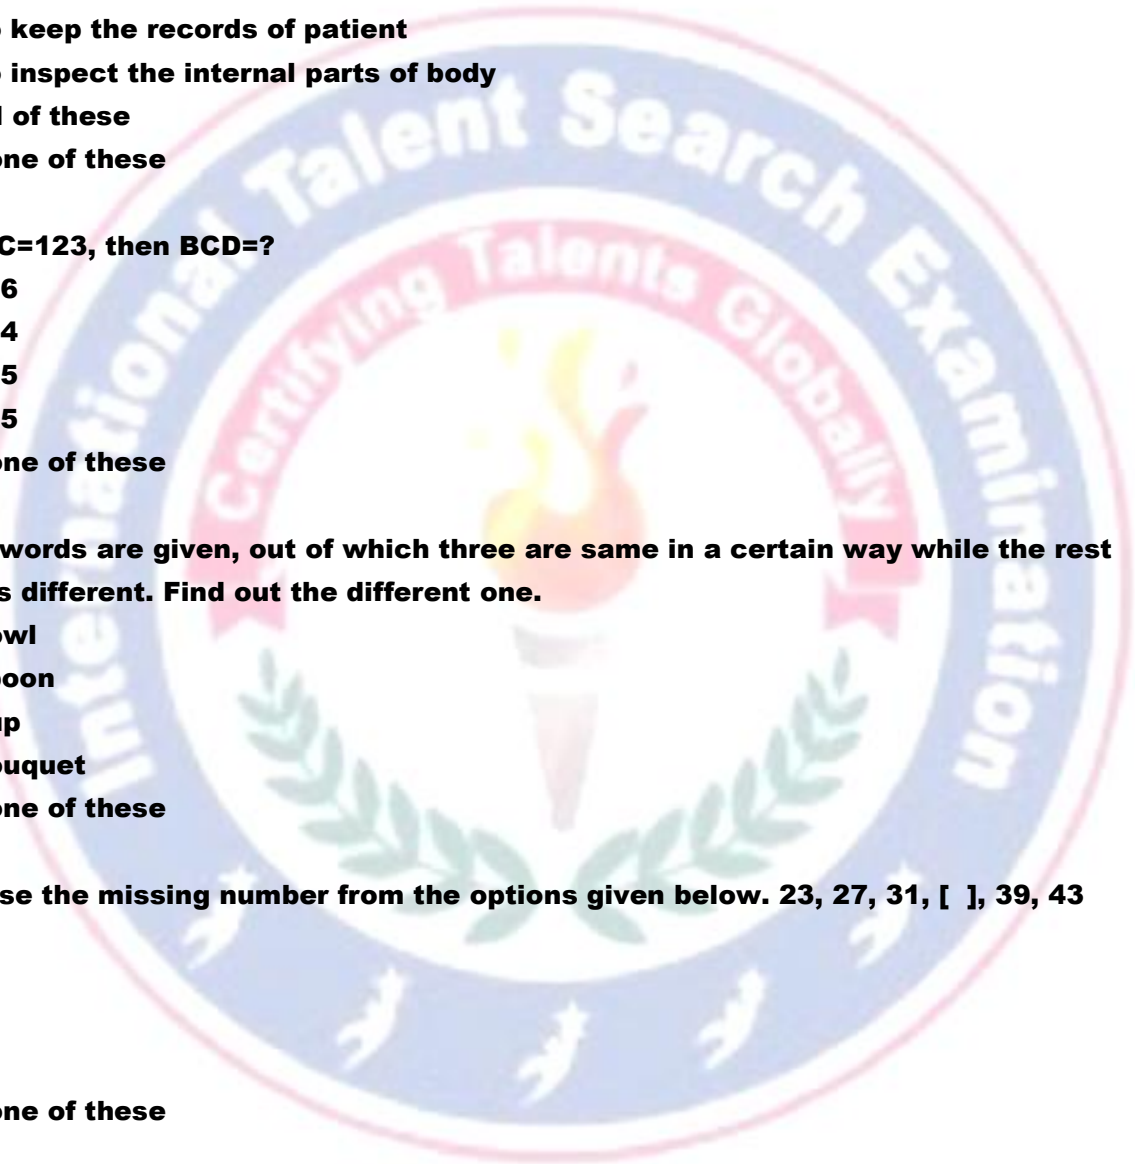 keep the records of patient
inspect the internal parts of body
of these
one of these
C=123, then BCD=?
6
4
5
5
one of these
words are given, out of which three are same in a certain way while the rest
s different. Find out the different one.
owl
poon
up
ouquet
one of these
se the missing number from the options given below. 23, 27, 31, [ ], 39, 43
one of these
International Talent Search Examination
Certifying Talents Globally